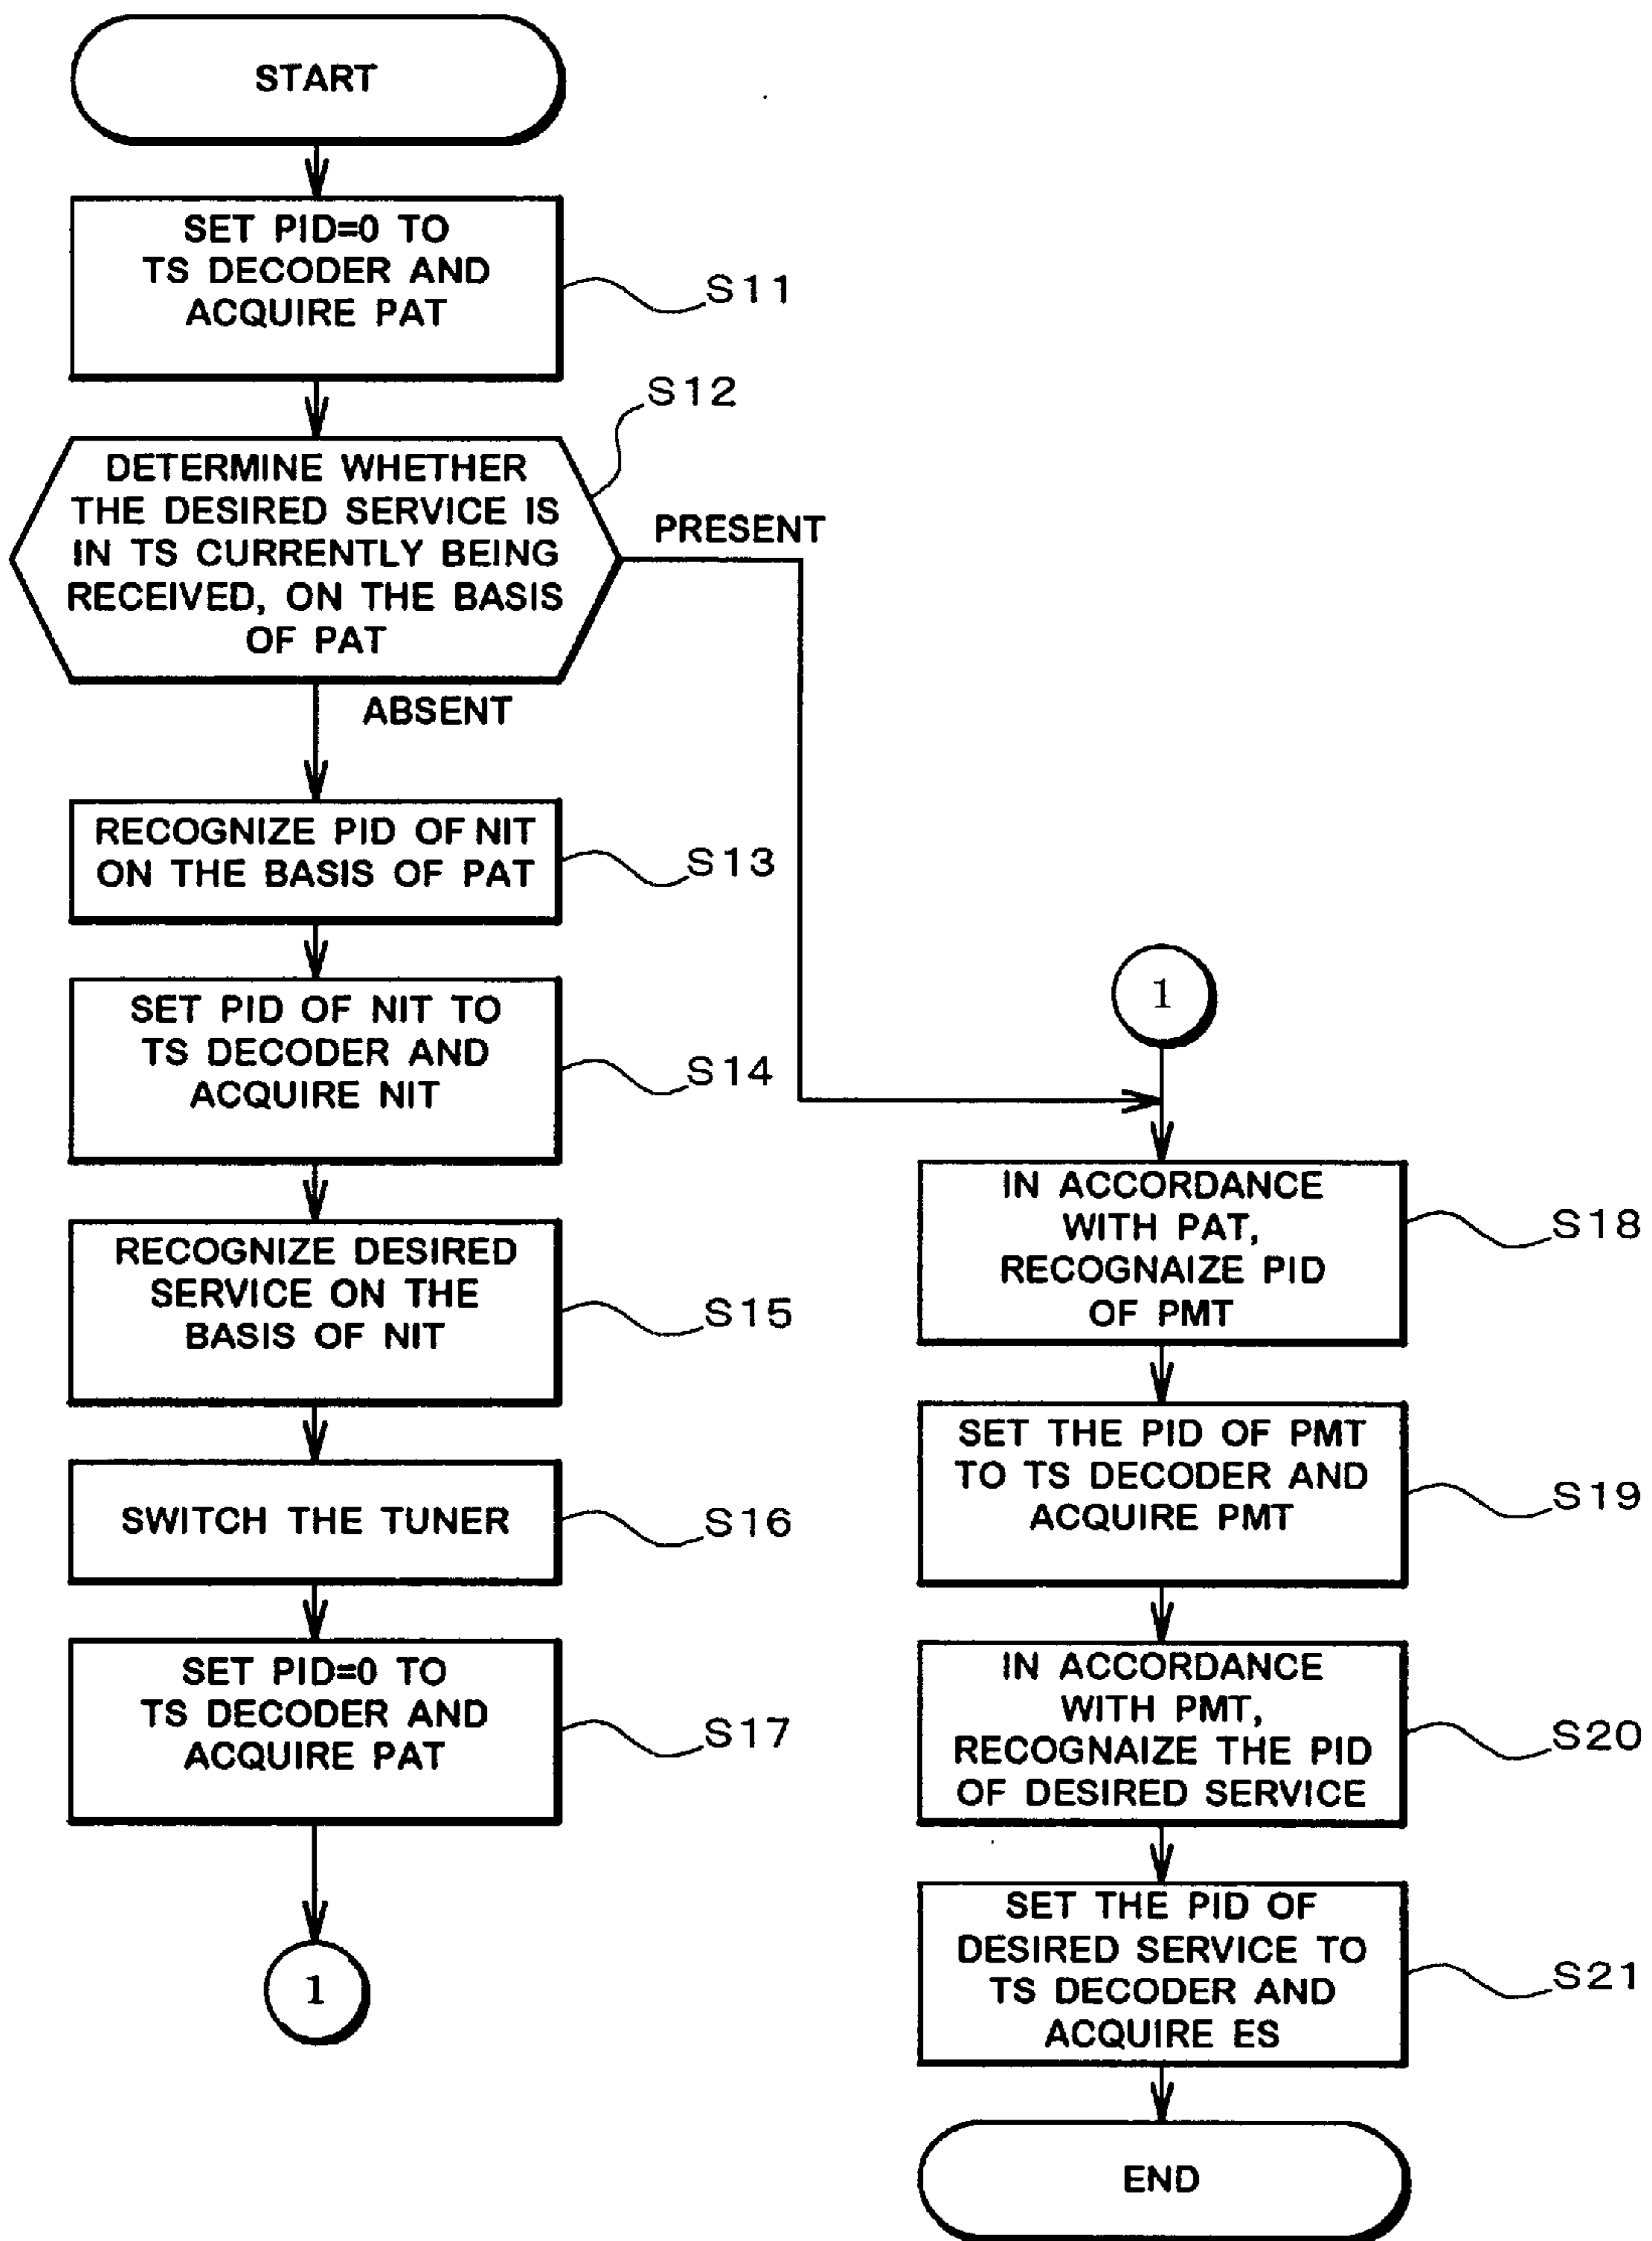 START
SET PID=0 TO
TS DECODER AND
ACQUIRE PAT
S11
S12
DETERMINE WHETHER
THE DESIRED SERVICE IS
IN TS CURRENTLY BEING
RECEIVED, ON THE BASIS
OF PAT
PRESENT
ABSENT
RECOGNIZE PID OF NIT
ON THE BASIS OF PAT
S13
SET PID OF NIT TO
TS DECODER AND
ACQUIRE NIT
S14
RECOGNIZE DESIRED
SERVICE ON THE
BASIS OF NIT
S15
SWITCH THE TUNER
S16
SET PID=0 TO
TS DECODER AND
ACQUIRE PAT
S17
1
1
IN ACCORDANCE
WITH PAT,
RECOGNAIZE PID
OF PMT
S18
SET THE PID OF PMT
TO TS DECODER AND
ACQUIRE PMT
S19
IN ACCORDANCE
WITH PMT,
RECOGNAIZE THE PID
OF DESIRED SERVICE
S20
SET THE PID OF
DESIRED SERVICE TO
TS DECODER AND
ACQUIRE ES
S21
END